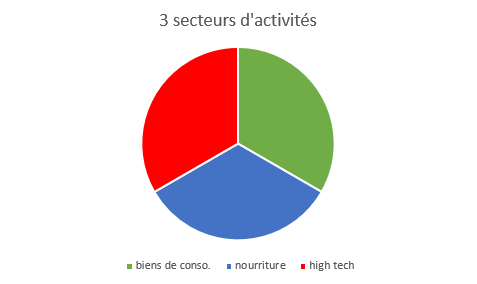 3 secteurs d'activités
biens de conso. nourriture high tech